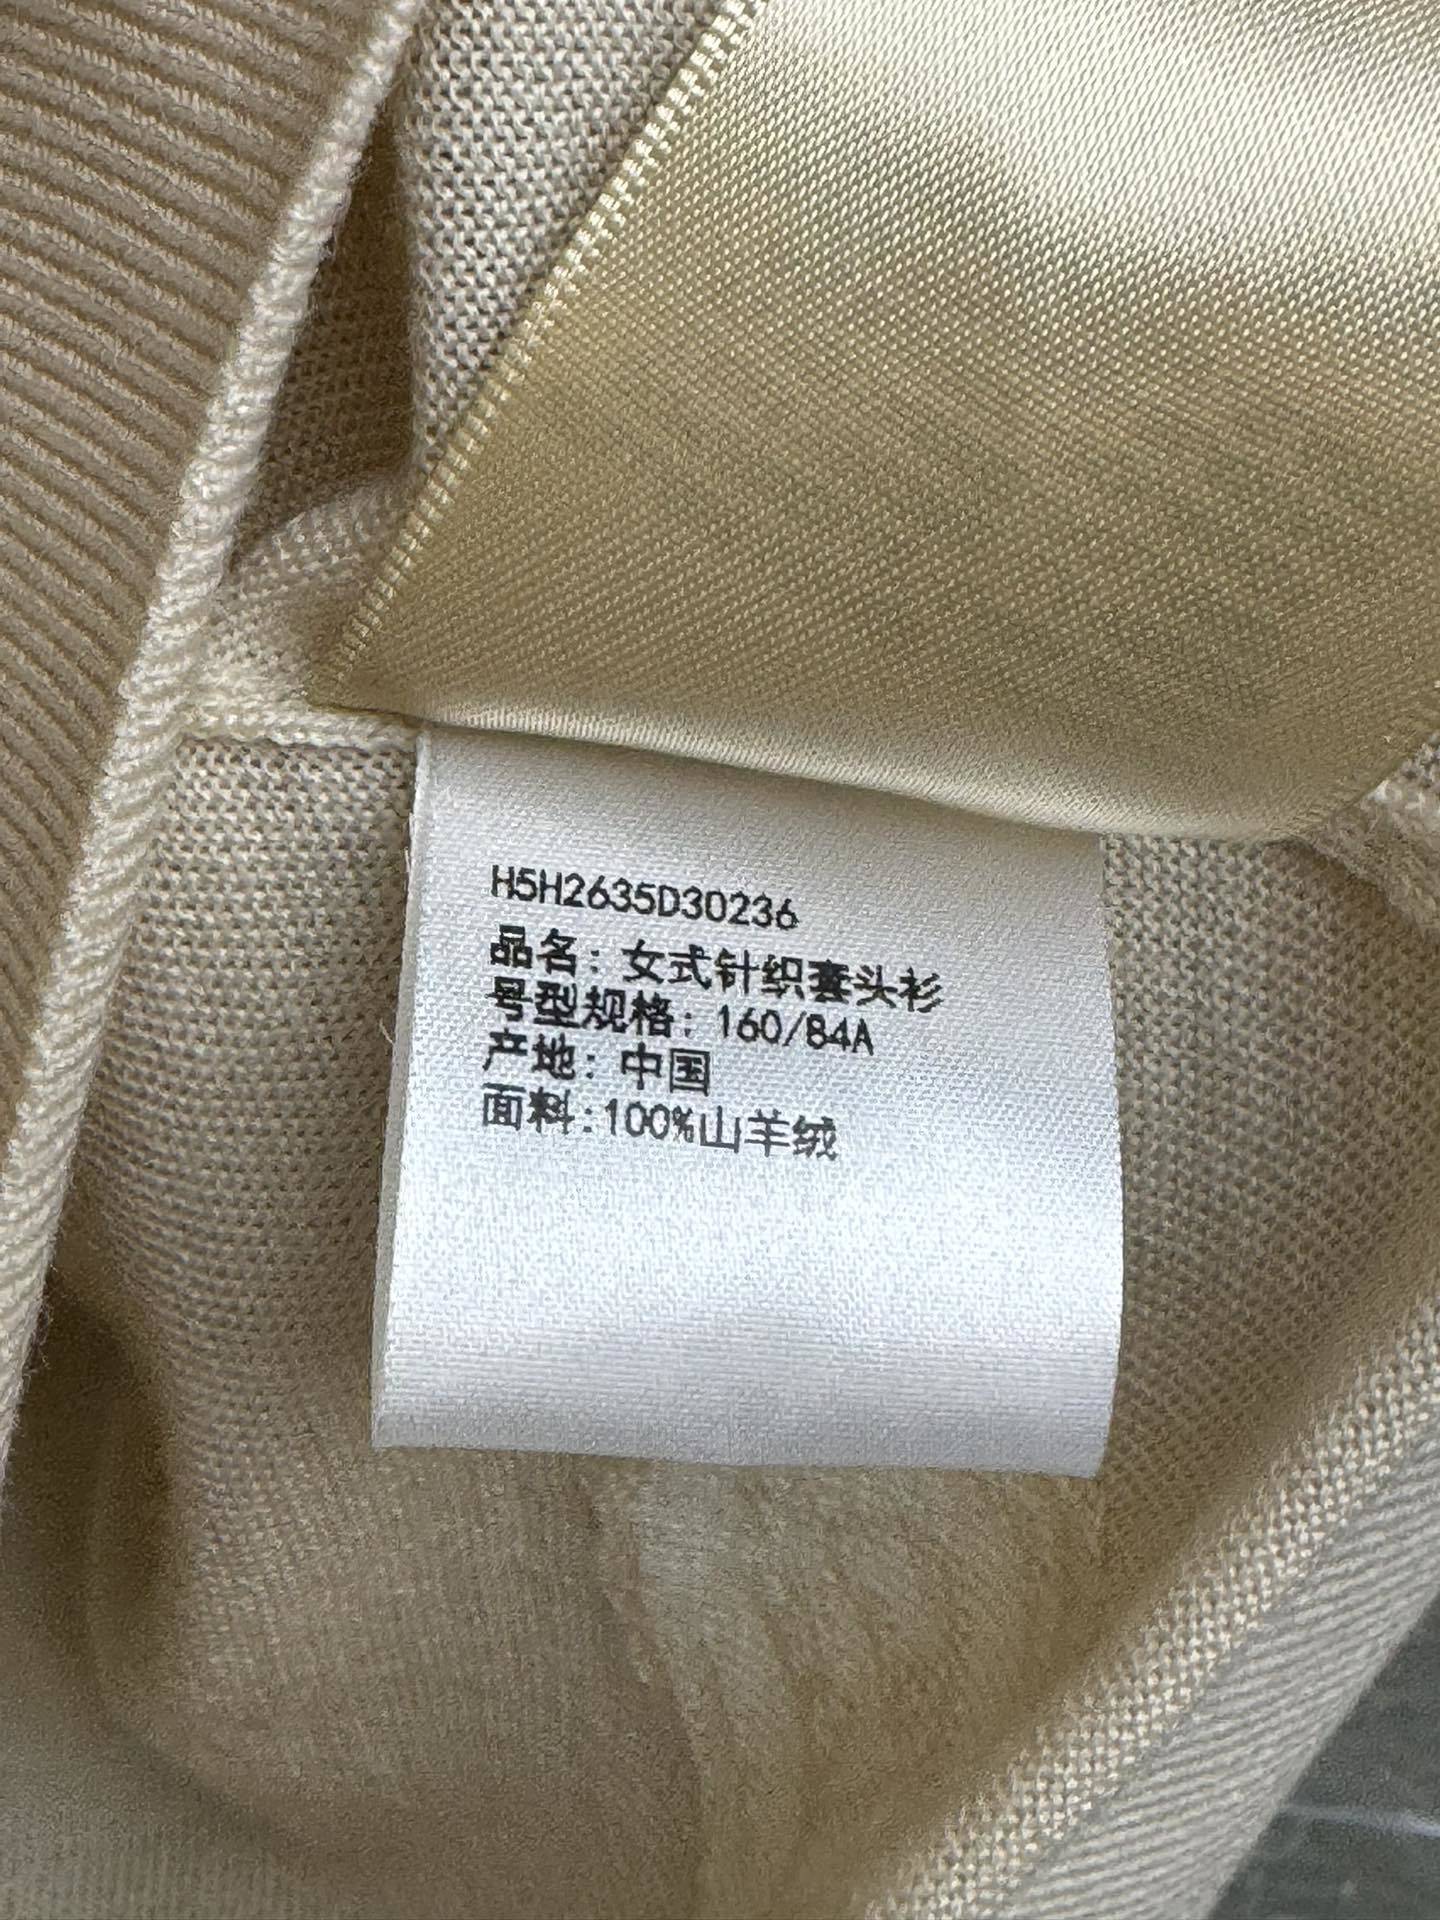 H5H2635D30236
品名：女式针织套头衫
号型规格：160/84A
产地：中国
面料:100%山羊绒